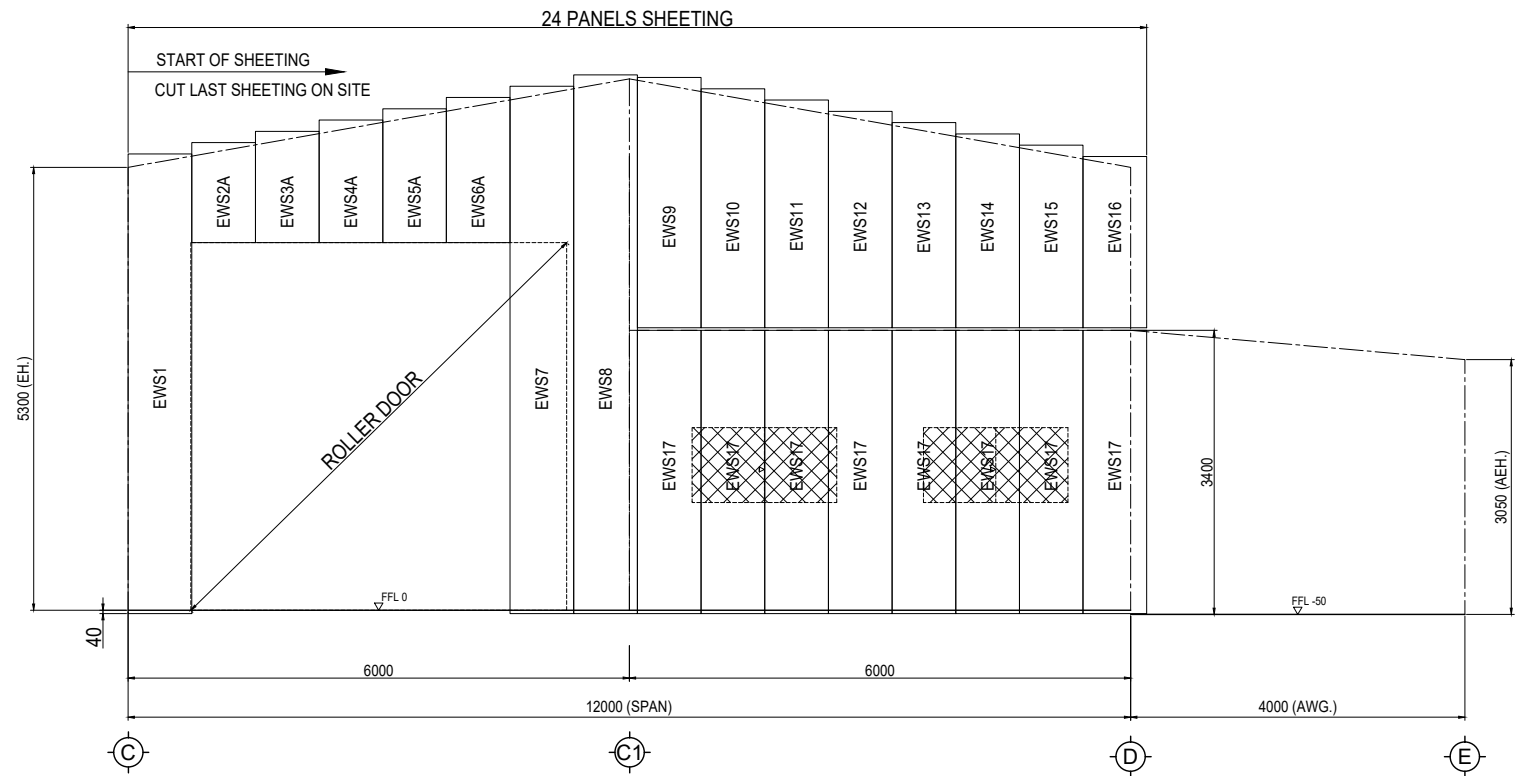 24 PANELS SHEETING
START OF SHEETING
CUT LAST SHEETING ON SITE
EWS1
EWS2A
EWS3A
EWS4A
EWS5A
EWS6A
EWS7
EWS8
EWS9
EWS10
EWS11
EWS12
EWS13
EWS14
EWS15
EWS16
ROLLER DOOR
EWS17
EWS17
EWS17
EWS17
EWS17
EWS17
EWS17
EWS17
5300 (EH.)
3400
3050 (AEH.)
40
FFL 0
FFL -50
6000
6000
12000 (SPAN)
4000 (AWG.)
C
C1
D
E